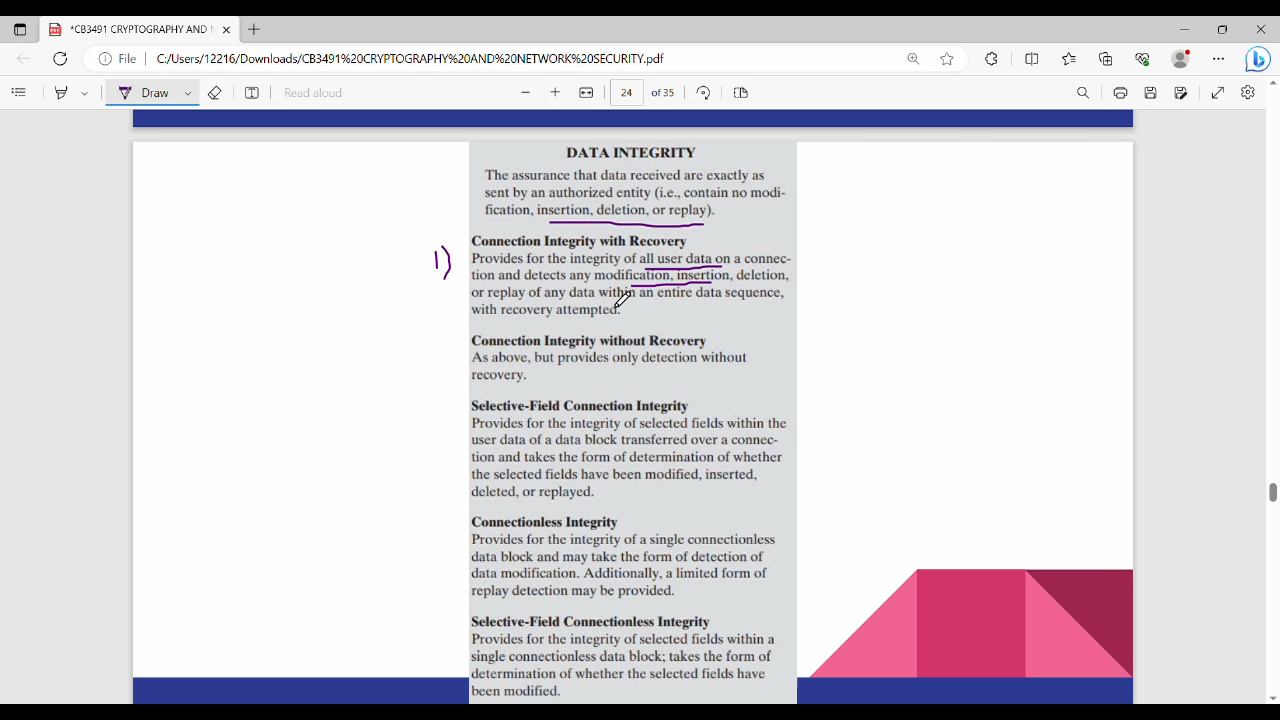 *CB3491 CRYPTOGRAPHY AND
File
C:/Users/12216/Downloads/CB3491%20CRYPTOGRAPHY%20AND%20NETWORK%20SECURITY.pdf
Draw
Read aloud
24
of 35
DATA INTEGRITY
The assurance that data received are exactly as
sent by an authorized entity (i.e., contain no modi-
fication, insertion, deletion, or replay).
1)
Connection Integrity with Recovery
Provides for the integrity of all user data on a connec-
tion and detects any modification, insertion, deletion,
or replay of any data within an entire data sequence,
with recovery attempted.
Connection Integrity without Recovery
As above, but provides only detection without
recovery.
Selective-Field Connection Integrity
Provides for the integrity of selected fields within the
user data of a data block transferred over a connec-
tion and takes the form of determination of whether
the selected fields have been modified, inserted,
deleted, or replayed.
Connectionless Integrity
Provides for the integrity of a single connectionless
data block and may take the form of detection of
data modification. Additionally, a limited form of
replay detection may be provided.
Selective-Field Connectionless Integrity
Provides for the integrity of selected fields within a
single connectionless data block; takes the form of
determination of whether the selected fields have
been modified.